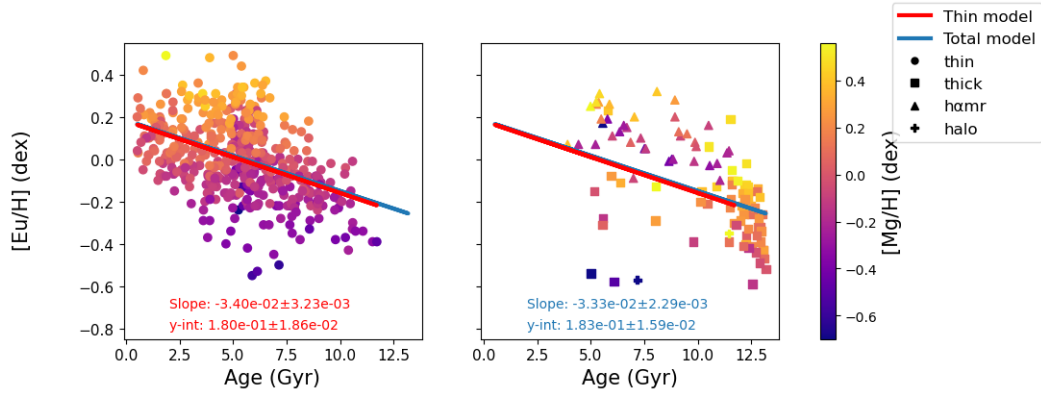 Thin model
Total model
thin
thick
hαmr
halo
[Eu/H] (dex)
0.4
0.2
0.0
−0.2
−0.4
−0.6
−0.8
Slope: -3.40e-02±3.23e-03
y-int: 1.80e-01±1.86e-02
0.0 2.5 5.0 7.5 10.0 12.5
Age (Gyr)
Slope: -3.33e-02±2.29e-03
y-int: 1.83e-01±1.59e-02
0.0 2.5 5.0 7.5 10.0 12.5
Age (Gyr)
0.4
0.2
0.0
−0.2
−0.4
−0.6
[Mg/H] (dex)